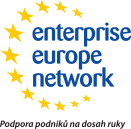 enterprise
europe
network
Podpora podniků na dosah ruky